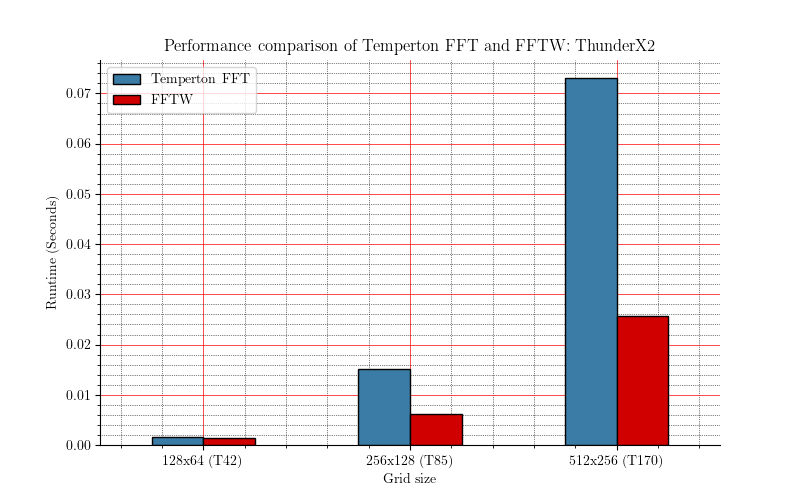 Performance comparison of Temperton FFT and FFTW: ThunderX2
Temperton FFT
FFTW
Runtime (Seconds)
0.07
0.06
0.05
0.04
0.03
0.02
0.01
0.00
128x64 (T42)
256x128 (T85)
512x256 (T170)
Grid size